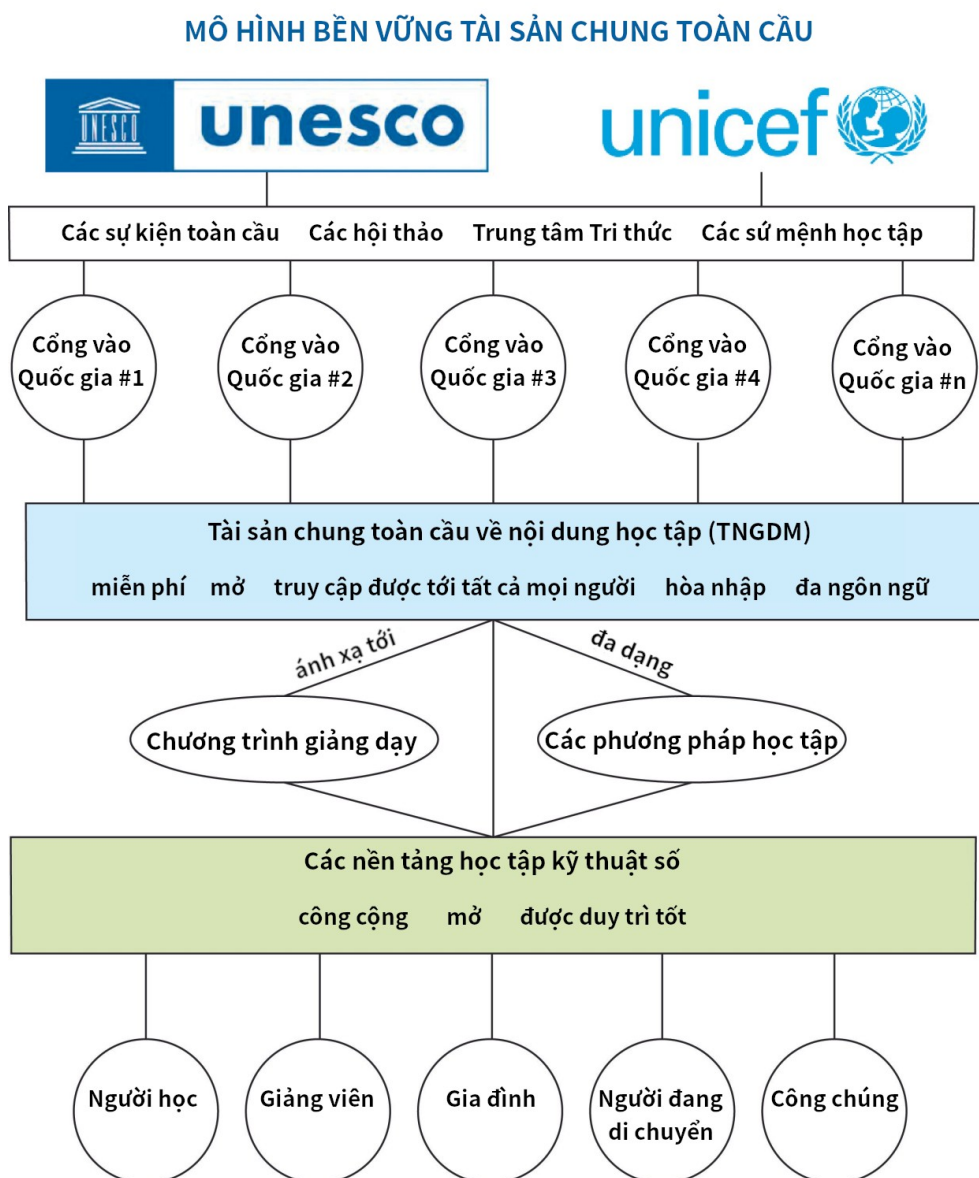 MÔ HÌNH BỀN VỮNG TÀI SẢN CHUNG TOÀN CẦU
UNESCO
unesco
unicef
Các sự kiện toàn cầu Các hội thảo Trung tâm Tri thức Các sứ mệnh học tập
Cổng vào
Quốc gia #1
Cổng vào
Quốc gia #2
Cổng vào
Quốc gia #3
Cổng vào
Quốc gia #4
Cổng vào
Quốc gia #n
Tài sản chung toàn cầu về nội dung học tập (TNGDM)
miễn phí mở truy cập được tới tất cả mọi người hòa nhập đa ngôn ngữ
ánh xạ tới
đa dạng
Chương trình giảng dạy
Các phương pháp học tập
Các nền tảng học tập kỹ thuật số
công cộng mở được duy trì tốt
Người học
Giảng viên
Gia đình
Người đang
di chuyển
Công chúng